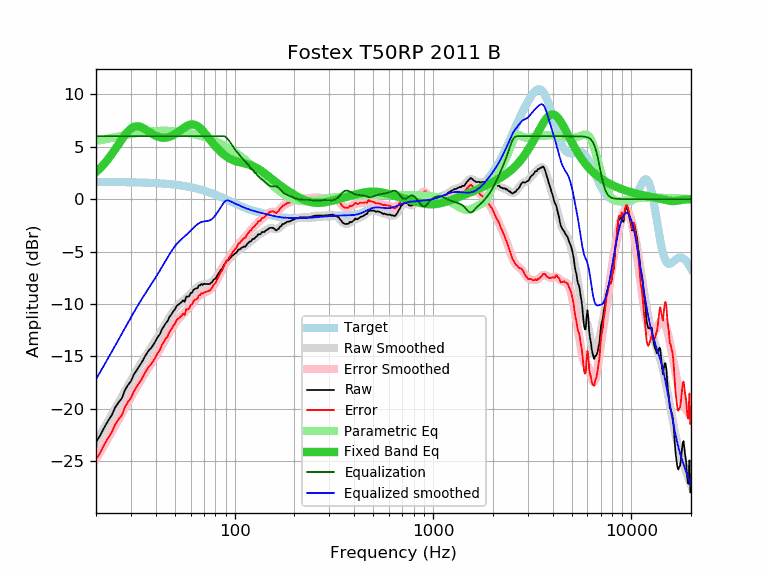 Fostex T50RP 2011 B
Amplitude (dBr)
10
5
0
−5
−10
−15
−20
−25
Target
Raw Smoothed
Error Smoothed
Raw
Error
Parametric Eq
Fixed Band Eq
Equalization
Equalized smoothed
100
1000
10000
Frequency (Hz)